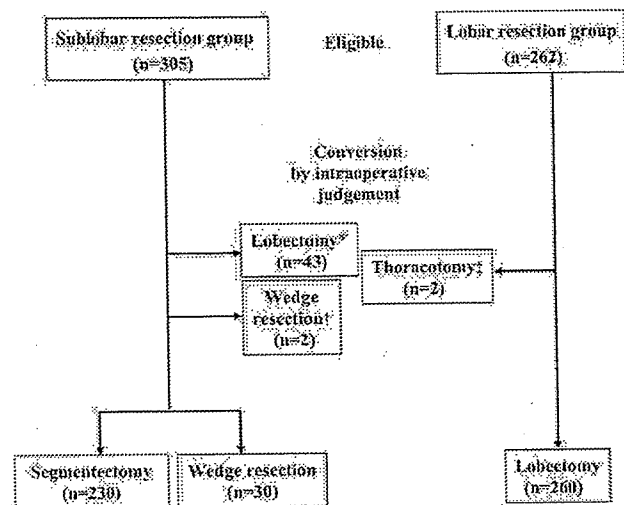 Sublobar resection group
(n=305)
Eligible
Lobar resection group
(n=262)
Conversion
by intraoperative
judgement
Lobectomy*
(n=43)
Thoracotomy‡
(n=2)
Wedge
resection†
(n=2)
Segmentectomy
(n=230)
Wedge resection
(n=30)
Lobectomy
(n=260)